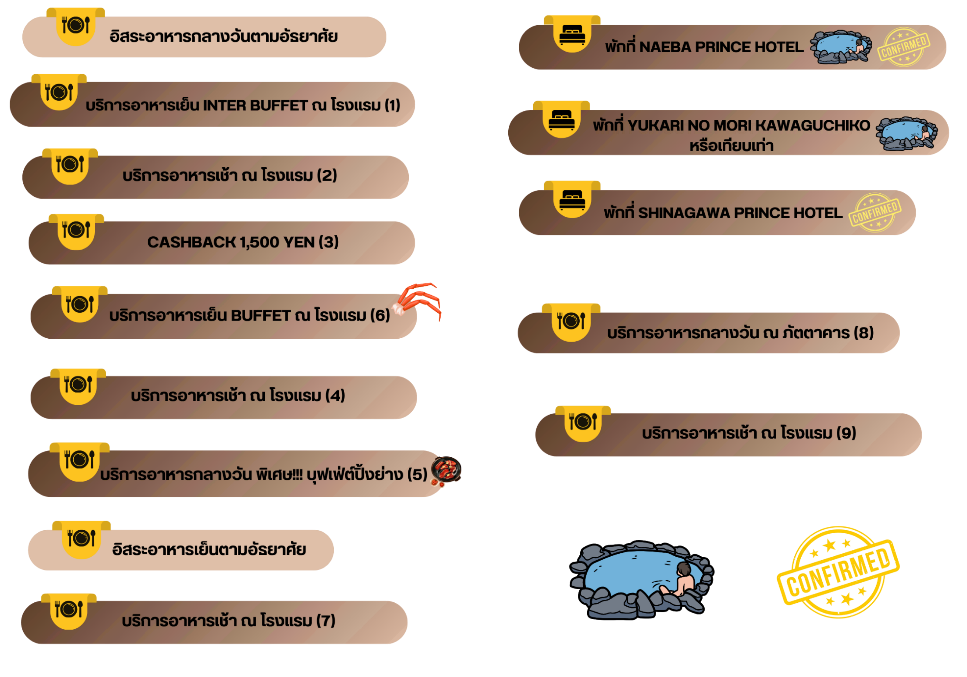 อิสระอาหารกลางวันตามอัธยาศัย
บริการอาหารเย็น INTER BUFFET ณ โรงแรม (1)
บริการอาหารเช้า ณ โรงแรม (2)
CASHBACK 1,500 YEN (3)
บริการอาหารเย็น BUFFET ณ โรงแรม (6)
บริการอาหารเช้า ณ โรงแรม (4)
บริการอาหารกลางวัน พิเศษ!!! บุฟเฟ่ต์ปิ้งย่าง (5)
อิสระอาหารเย็นตามอัธยาศัย
บริการอาหารเช้า ณ โรงแรม (7)
พักที่ NAEBA PRINCE HOTEL
CONFIRMED
พักที่ YUKARI NO MORI KAWAGUCHIKO
หรือเทียบเท่า
พักที่ SHINAGAWA PRINCE HOTEL
CONFIRMED
บริการอาหารกลางวัน ณ ภัตตาคาร (8)
บริการอาหารเช้า ณ โรงแรม (9)
CONFIRMED